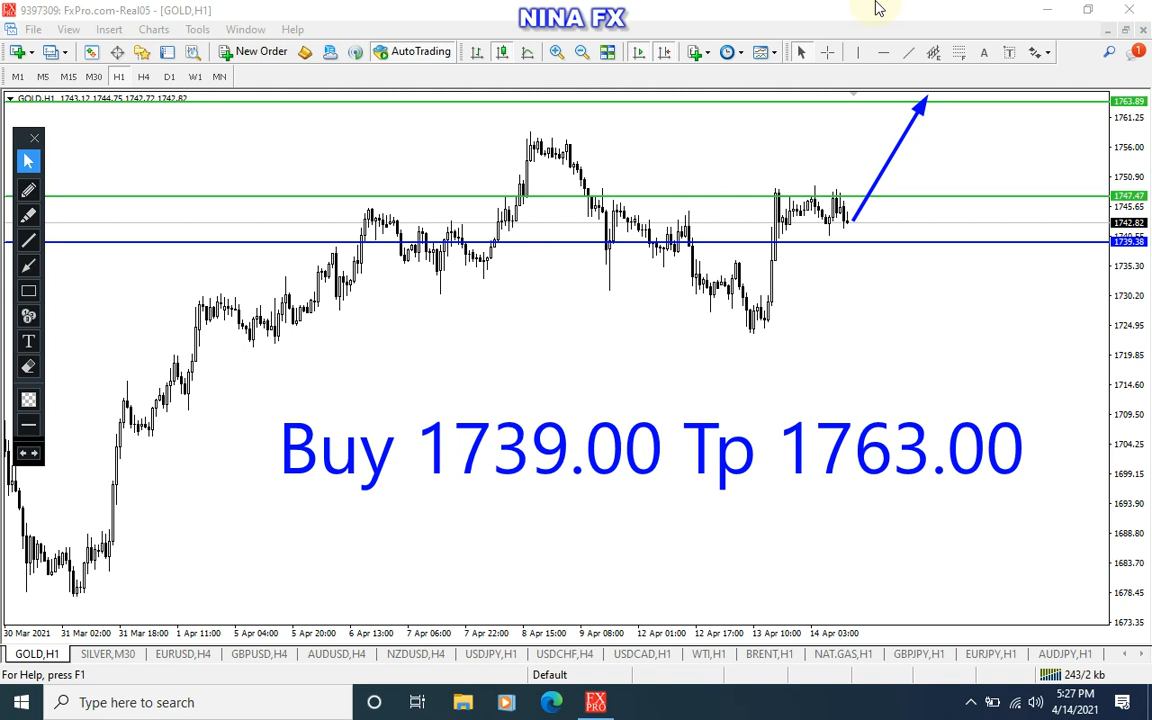 9397309: FxPro.com-Real05 - [GOLD,H1]
NINA FX
File View Insert Charts Tools Window Help
New Order AutoTrading
1
M1 M5 M15 M30 H1 H4 D1 W1 MN
GOLD,H1 1743.12 1744.75 1742.72 1742.82
1763.89
1761.25
1756.00
1750.90
1747.47
1745.65
1742.82
1739.38
1735.30
1730.20
1724.95
1719.85
1714.60
Buy 1739.00 Tp 1763.00
1709.50
1704.25
1699.15
1693.90
1688.80
1683.70
1678.45
1673.35
30 Mar 2021 31 Mar 02:00 31 Mar 18:00 1 Apr 11:00 5 Apr 04:00 5 Apr 20:00 6 Apr 13:00 7 Apr 06:00 7 Apr 22:00 8 Apr 15:00 9 Apr 08:00 12 Apr 01:00 12 Apr 17:00 13 Apr 10:00 14 Apr 03:00
GOLD,H1 SILVER,M30 EURUSD,H4 GBPUSD,H4 AUDUSD,H4 NZDUSD,H4 USDJPY,H1 USDCHF,H4 USDCAD,H1 WTI,H1 BRENT,H1 NAT.GAS,H1 GBPJPY,H1 EURJPY,H1 AUDJPY,H1
For Help, press F1 Default 243/2 kb
Type here to search
FX PRO
5:27 PM
4/14/2021